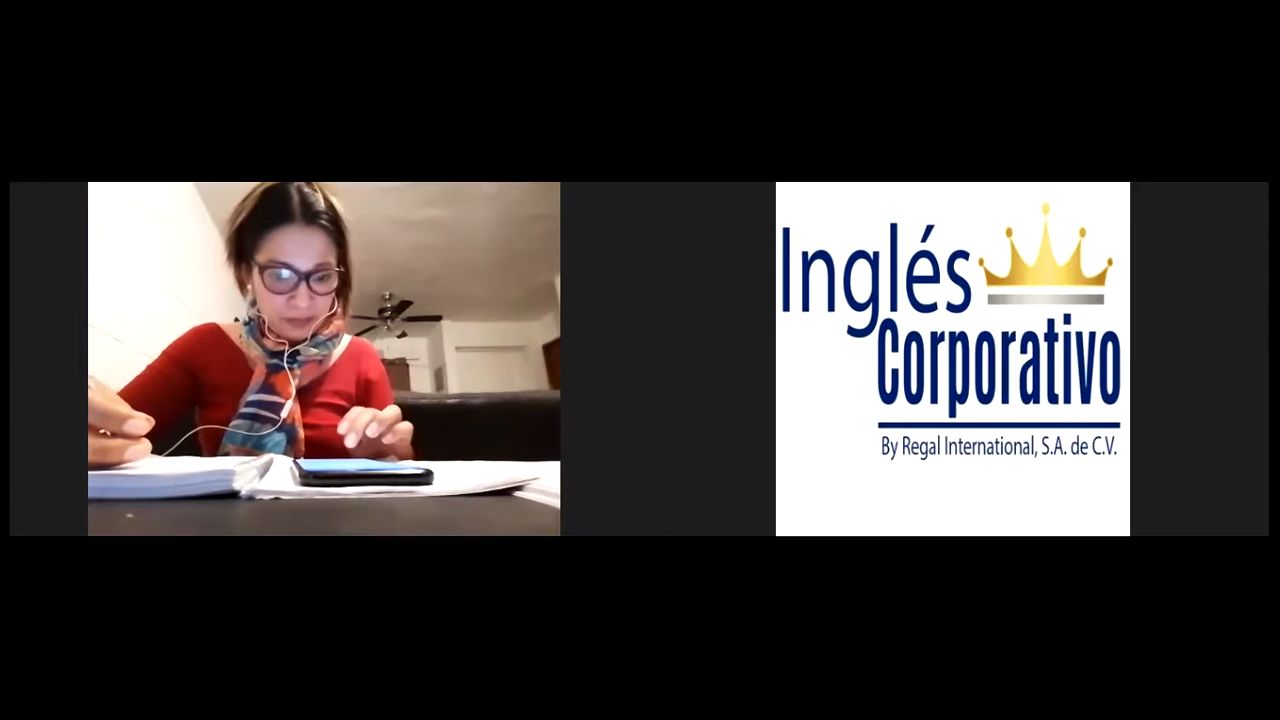 Inglés
Corporativo
By Regal International, S.A. de C.V.